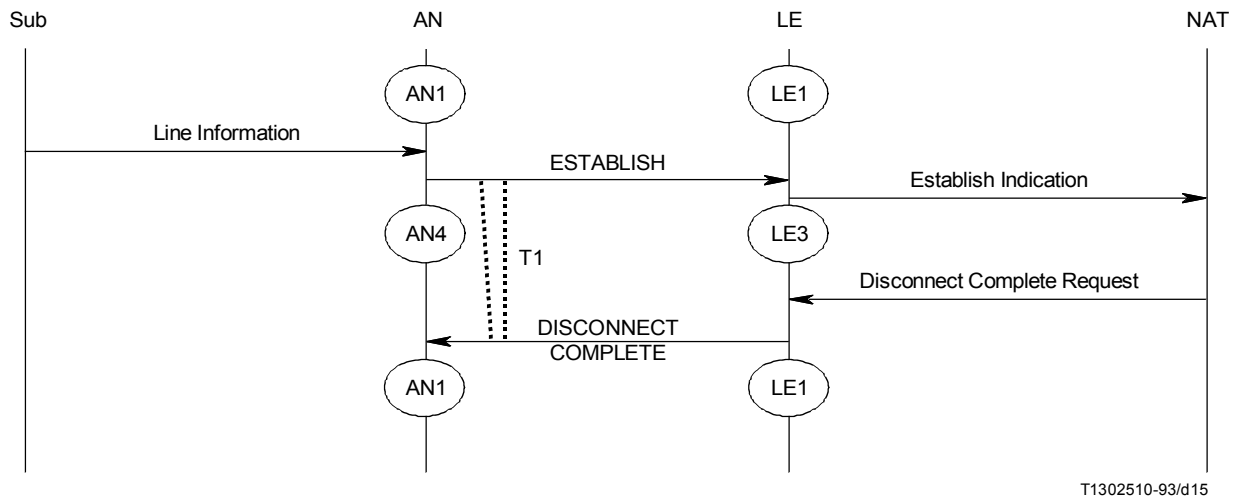 Sub AN LE NAT
AN1 LE1
Line Information
ESTABLISH
Establish Indication
AN4 LE3
T1
Disconnect Complete Request
DISCONNECT
COMPLETE
AN1 LE1
T1302510-93/d15